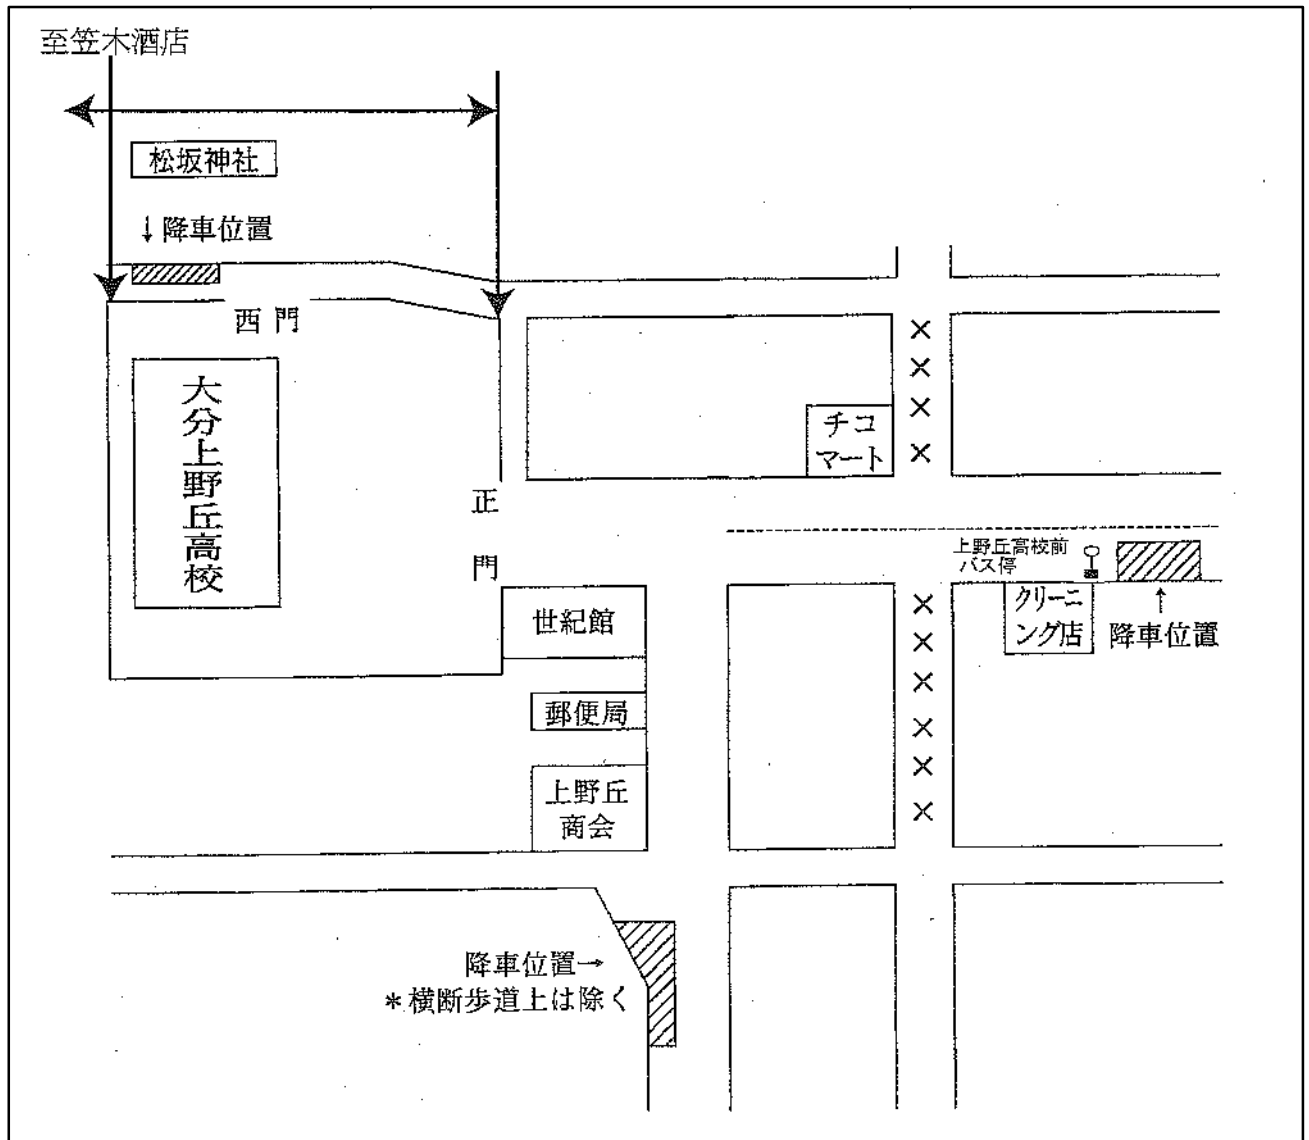 至笠木酒店
松坂神社
↓降車位置
西門
大分上野丘高校
正門
チコ
マート
上野丘高校前
バス停
クリーニ
ング店
↑
降車位置
世紀館
郵便局
上野丘
商会
降車位置→
＊横断歩道上は除く
×
×
×
×
×
×
×
×
×
×